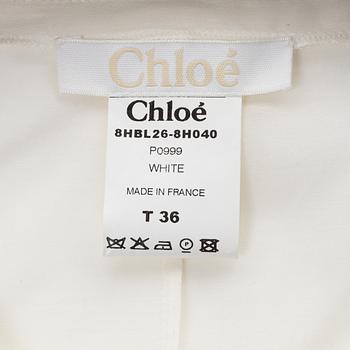 Chloé
Chloé
8HBL26-8H040
P0999
WHITE
MADE IN FRANCE
T 36
P